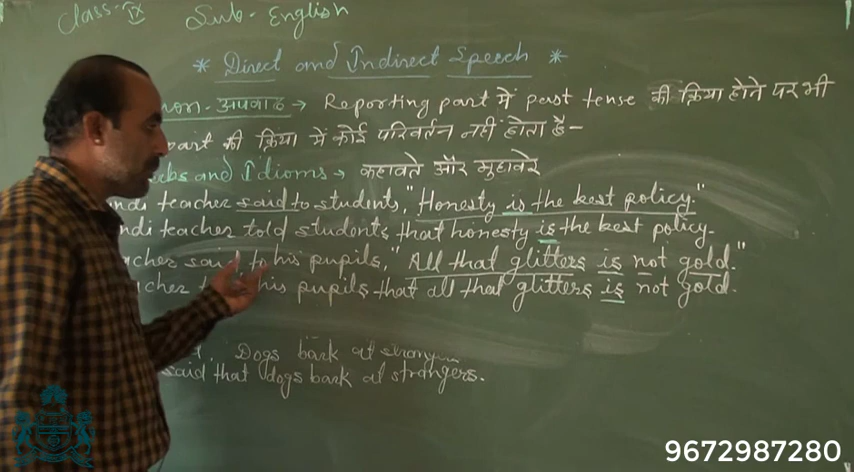 Class-IX Sub-English
* Direct and Indirect Speech *
अपवाद → Reporting part में past tense की क्रिया होने पर भी
part की क्रिया में कोई परिवर्तन नहीं होता है-
and Idioms → कहावते और मुहावरे
teacher said to students, "Honesty is the best policy."
teacher told students that honesty is the best policy.
said to his pupils, "All that glitters is not gold."
his pupils that all that glitters is not gold.
Dogs bark at
said that dogs bark at strangers.
9672987280